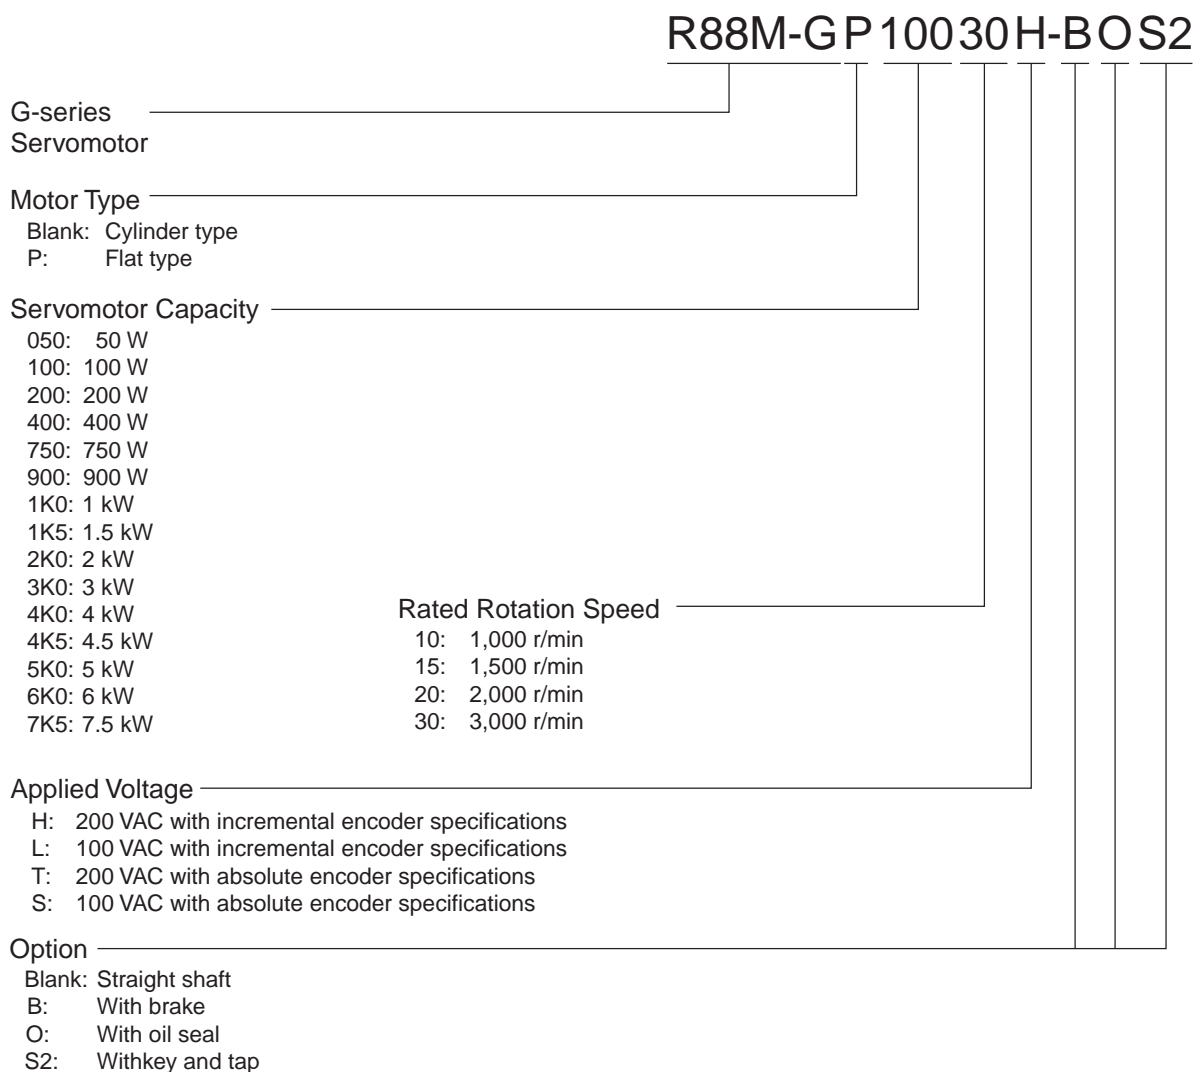 R88M-GP10030H-BOS2
G-series
Servomotor
Motor Type
Blank: Cylinder type
P: Flat type
Servomotor Capacity
050: 50 W
100: 100 W
200: 200 W
400: 400 W
750: 750 W
900: 900 W
1K0: 1 kW
1K5: 1.5 kW
2K0: 2 kW
3K0: 3 kW
4K0: 4 kW
4K5: 4.5 kW
5K0: 5 kW
6K0: 6 kW
7K5: 7.5 kW
Rated Rotation Speed
10: 1,000 r/min
15: 1,500 r/min
20: 2,000 r/min
30: 3,000 r/min
Applied Voltage
H: 200 VAC with incremental encoder specifications
L: 100 VAC with incremental encoder specifications
T: 200 VAC with absolute encoder specifications
S: 100 VAC with absolute encoder specifications
Option
Blank: Straight shaft
B: With brake
O: With oil seal
S2: Withkey and tap